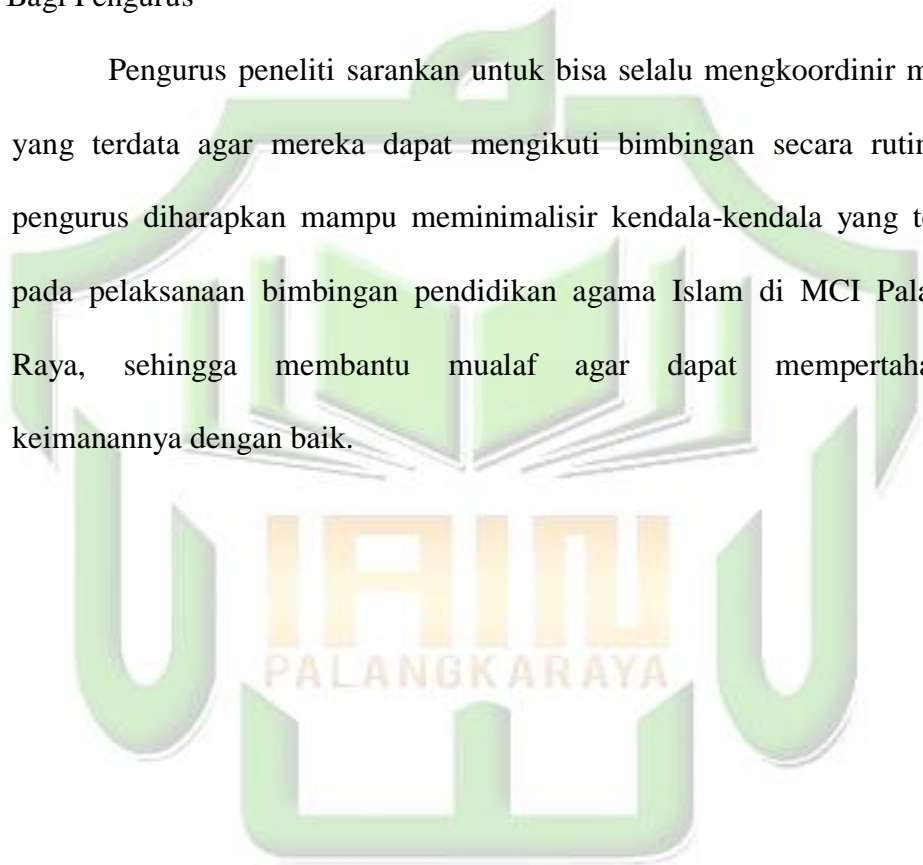 Bagi Pengurus
Pengurus peneliti sarankan untuk bisa selalu mengkoordinir
yang terdata agar mereka dapat mengikuti bimbingan secara
pengurus diharapkan mampu meminimalisir kendala-kendala yang
pada pelaksanaan bimbingan pendidikan agama Islam di MCI
Raya, sehingga membantu mualaf agar dapat
keimanannya dengan baik.
IAIN
PALANGKARAYA